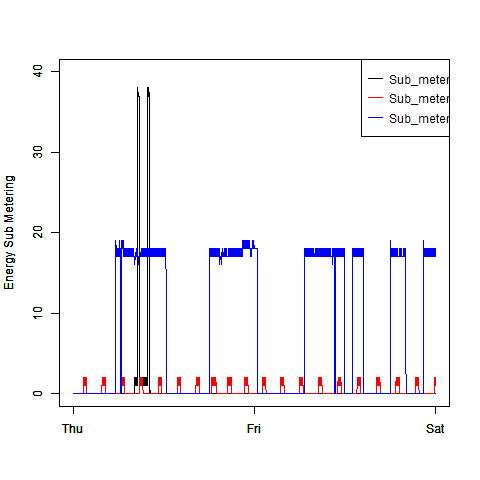 Energy Sub Metering
40
30
20
10
0
Sub_meter
Sub_meter
Sub_meter
Thu
Fri
Sat